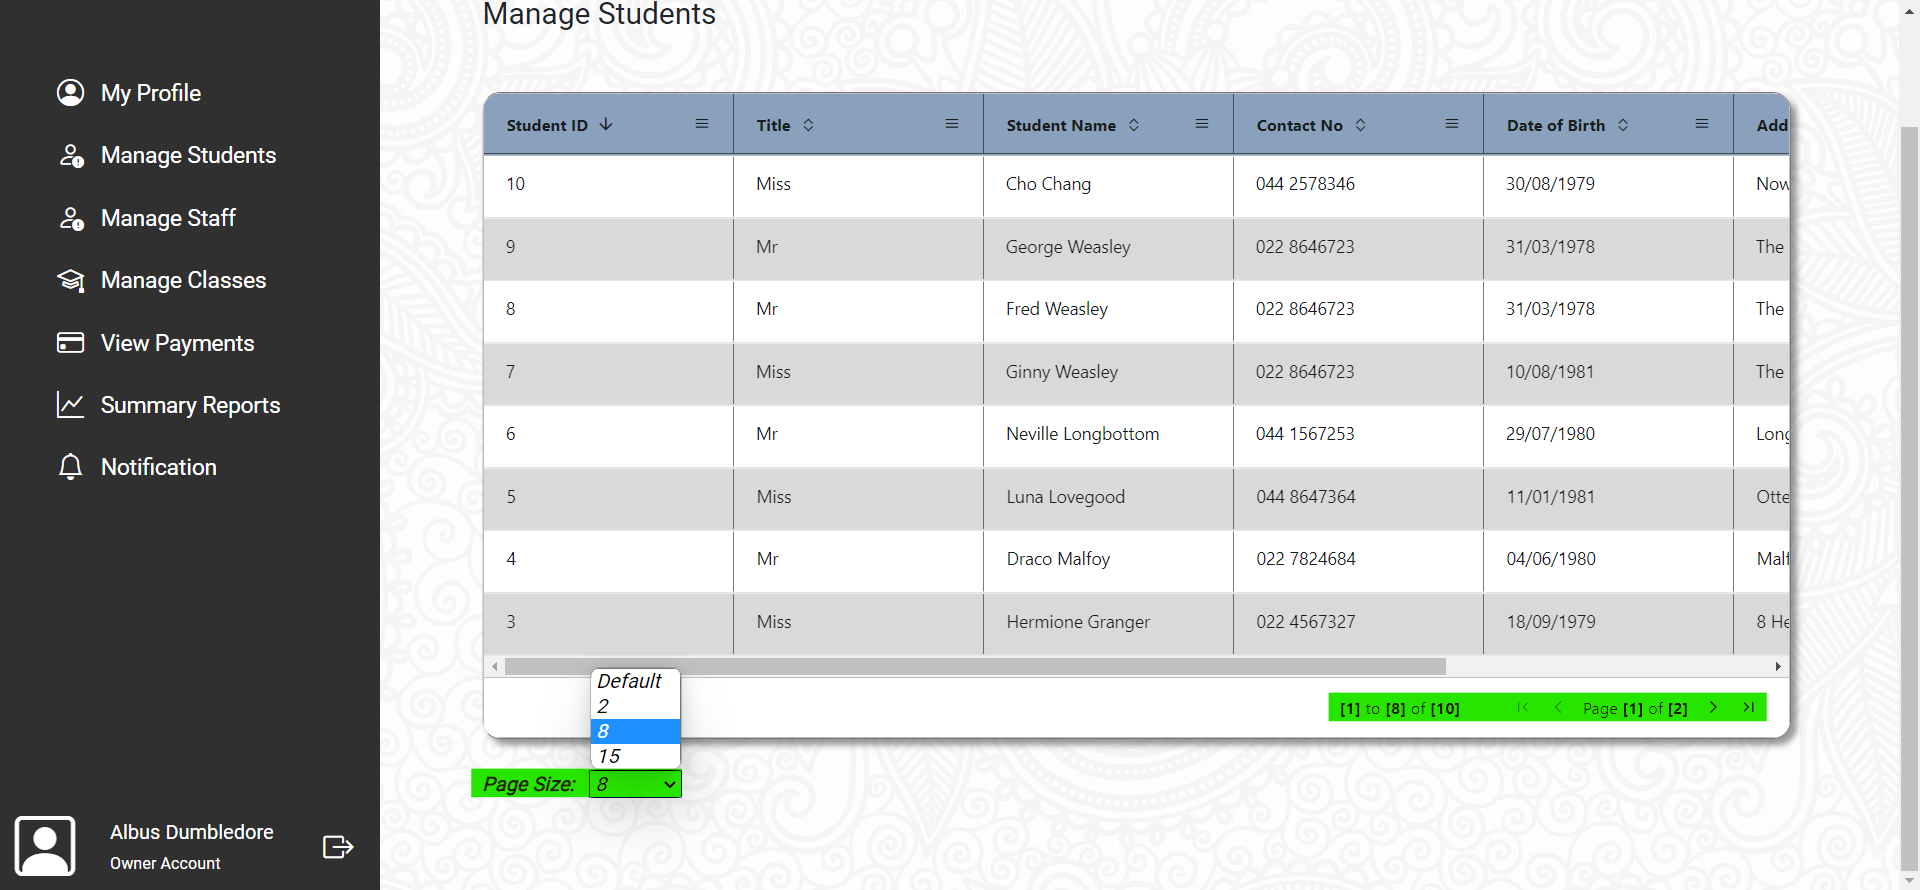 Manage Students
My Profile
Manage Students
Manage Staff
Manage Classes
View Payments
Summary Reports
Notification
Student ID Title Student Name Contact No Date of Birth Add
10 Miss Cho Chang 044 2578346 30/08/1979 Now
9 Mr George Weasley 022 8646723 31/03/1978 The
8 Mr Fred Weasley 022 8646723 31/03/1978 The
7 Miss Ginny Weasley 022 8646723 10/08/1981 The
6 Mr Neville Longbottom 044 1567253 29/07/1980 Long
5 Miss Luna Lovegood 044 8647364 11/01/1981 Otte
4 Mr Draco Malfoy 022 7824684 04/06/1980 Malf
3 Miss Hermione Granger 022 4567327 18/09/1979 8 He
Default
2
8
15
[1] to [8] of [10] Page [1] of [2]
Page Size: 8
Albus Dumbledore
Owner Account